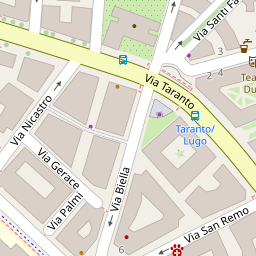 Via Santi Fa
2-4
Tea
Du
Via Taranto
Taranto/
Lugo
Via Nicastro
Via Gerace
Via Palmi
Via Biella
Via San Remo
6